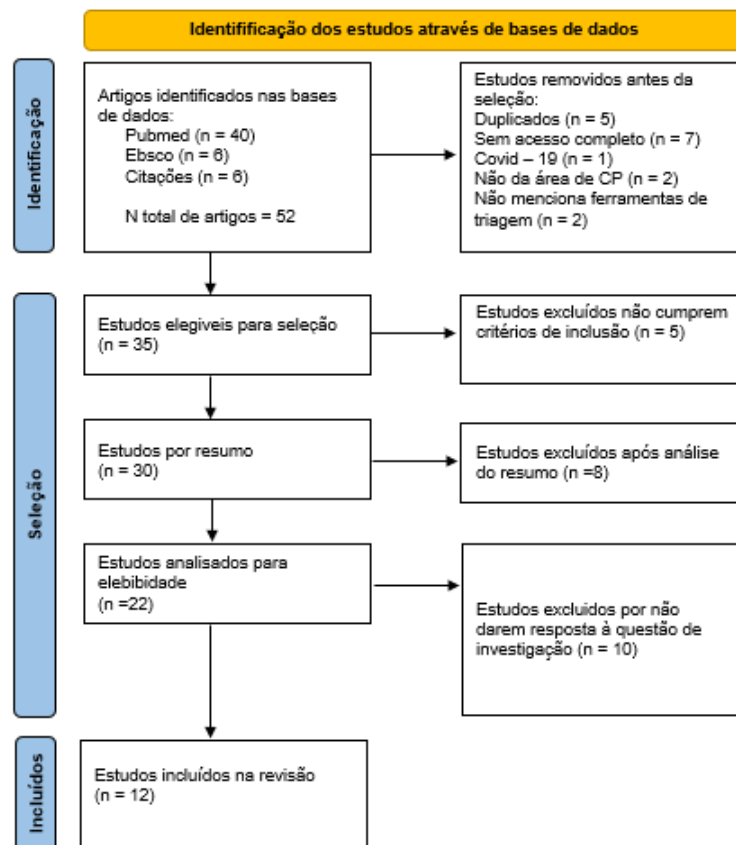 Identifificação dos estudos através de bases de dados
Identificação
Artigos identificados nas bases
de dados:
Pubmed (n = 40)
Ebsco (n = 6)
Citações (n = 6)
N total de artigos = 52
Estudos removidos antes da
seleção:
Duplicados (n = 5)
Sem acesso completo (n = 7)
Covid – 19 (n = 1)
Não da área de CP (n = 2)
Não menciona ferramentas de
triagem (n = 2)
Seleção
Estudos elegiveis para seleção
(n = 35)
Estudos excluídos não cumprem
critérios de inclusão (n = 5)
Estudos por resumo
(n = 30)
Estudos excluídos após análise
do resumo (n =8)
Estudos analisados para
elebibidade
(n =22)
Estudos excluidos por não
darem resposta à questão de
investigação (n = 10)
Incluídos
Estudos incluídos na revisão
(n = 12)